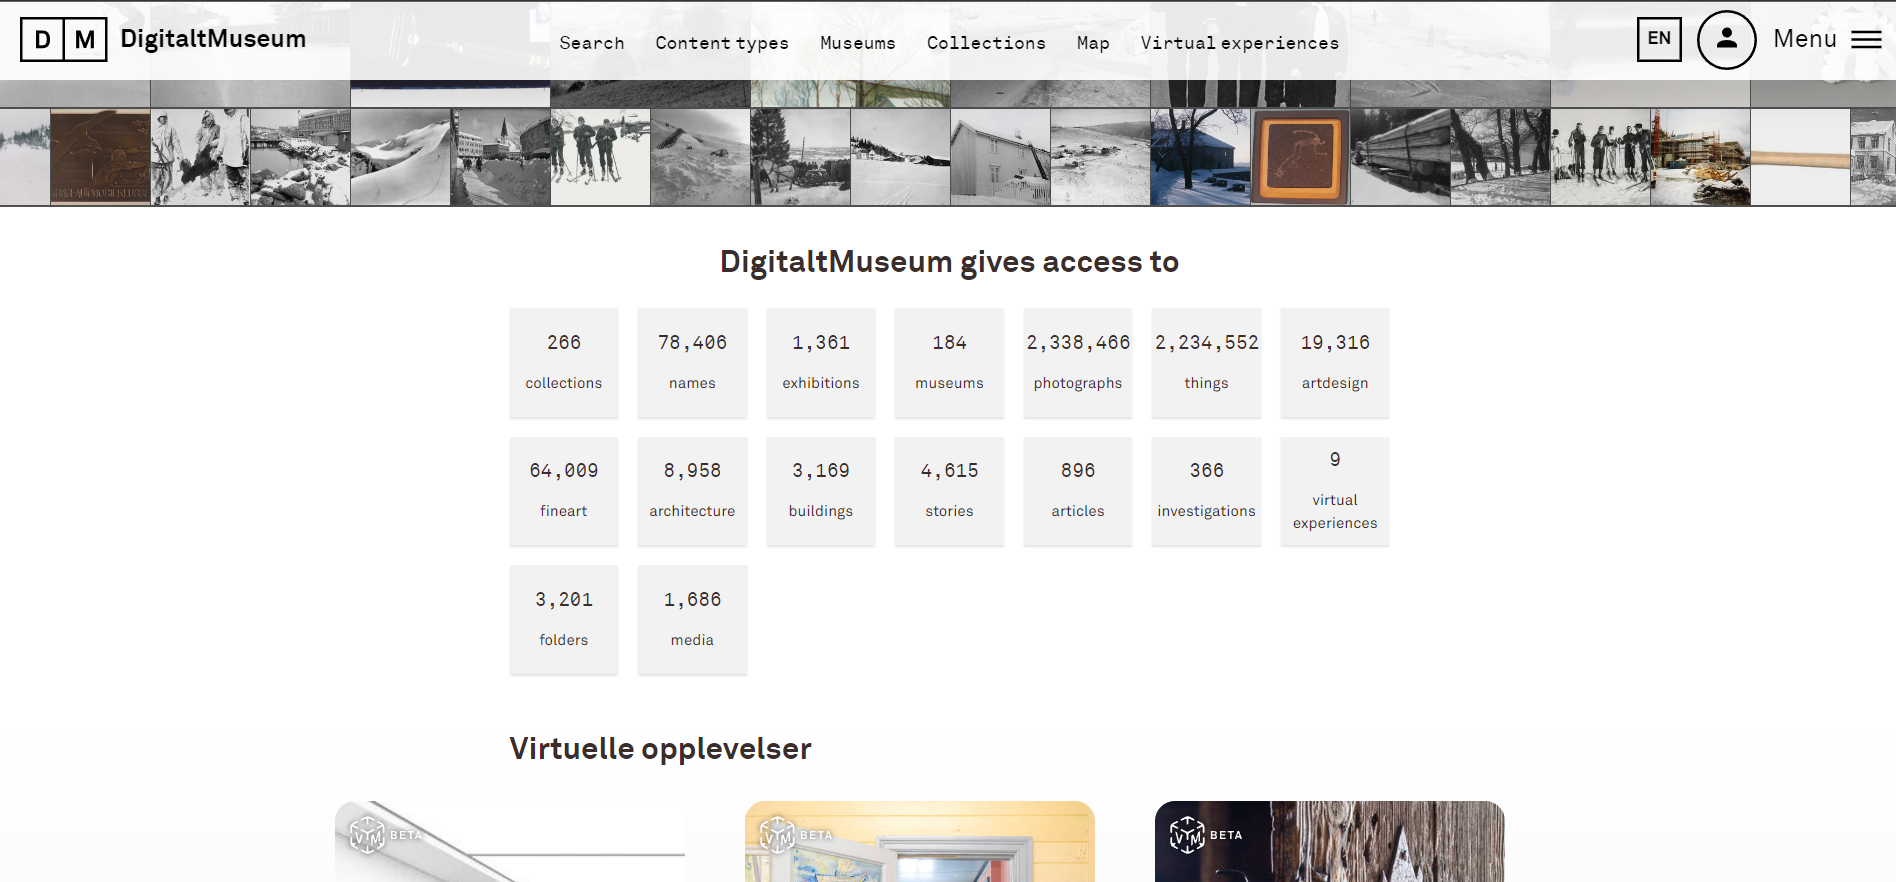 D M DigitaltMuseum
Search Content types Museums Collections Map Virtual experiences
EN Menu
DigitaltMuseum gives access to
266 78,406 1,361 184 2,338,466 2,234,552 19,316
collections names exhibitions museums photographs things artdesign
64,009 8,958 3,169 4,615 896 366 9
fineart architecture buildings stories articles investigations virtual
experiences
3,201 1,686
folders media
Virtuelle opplevelser
VTM BETA VTM BETA VTM BETA